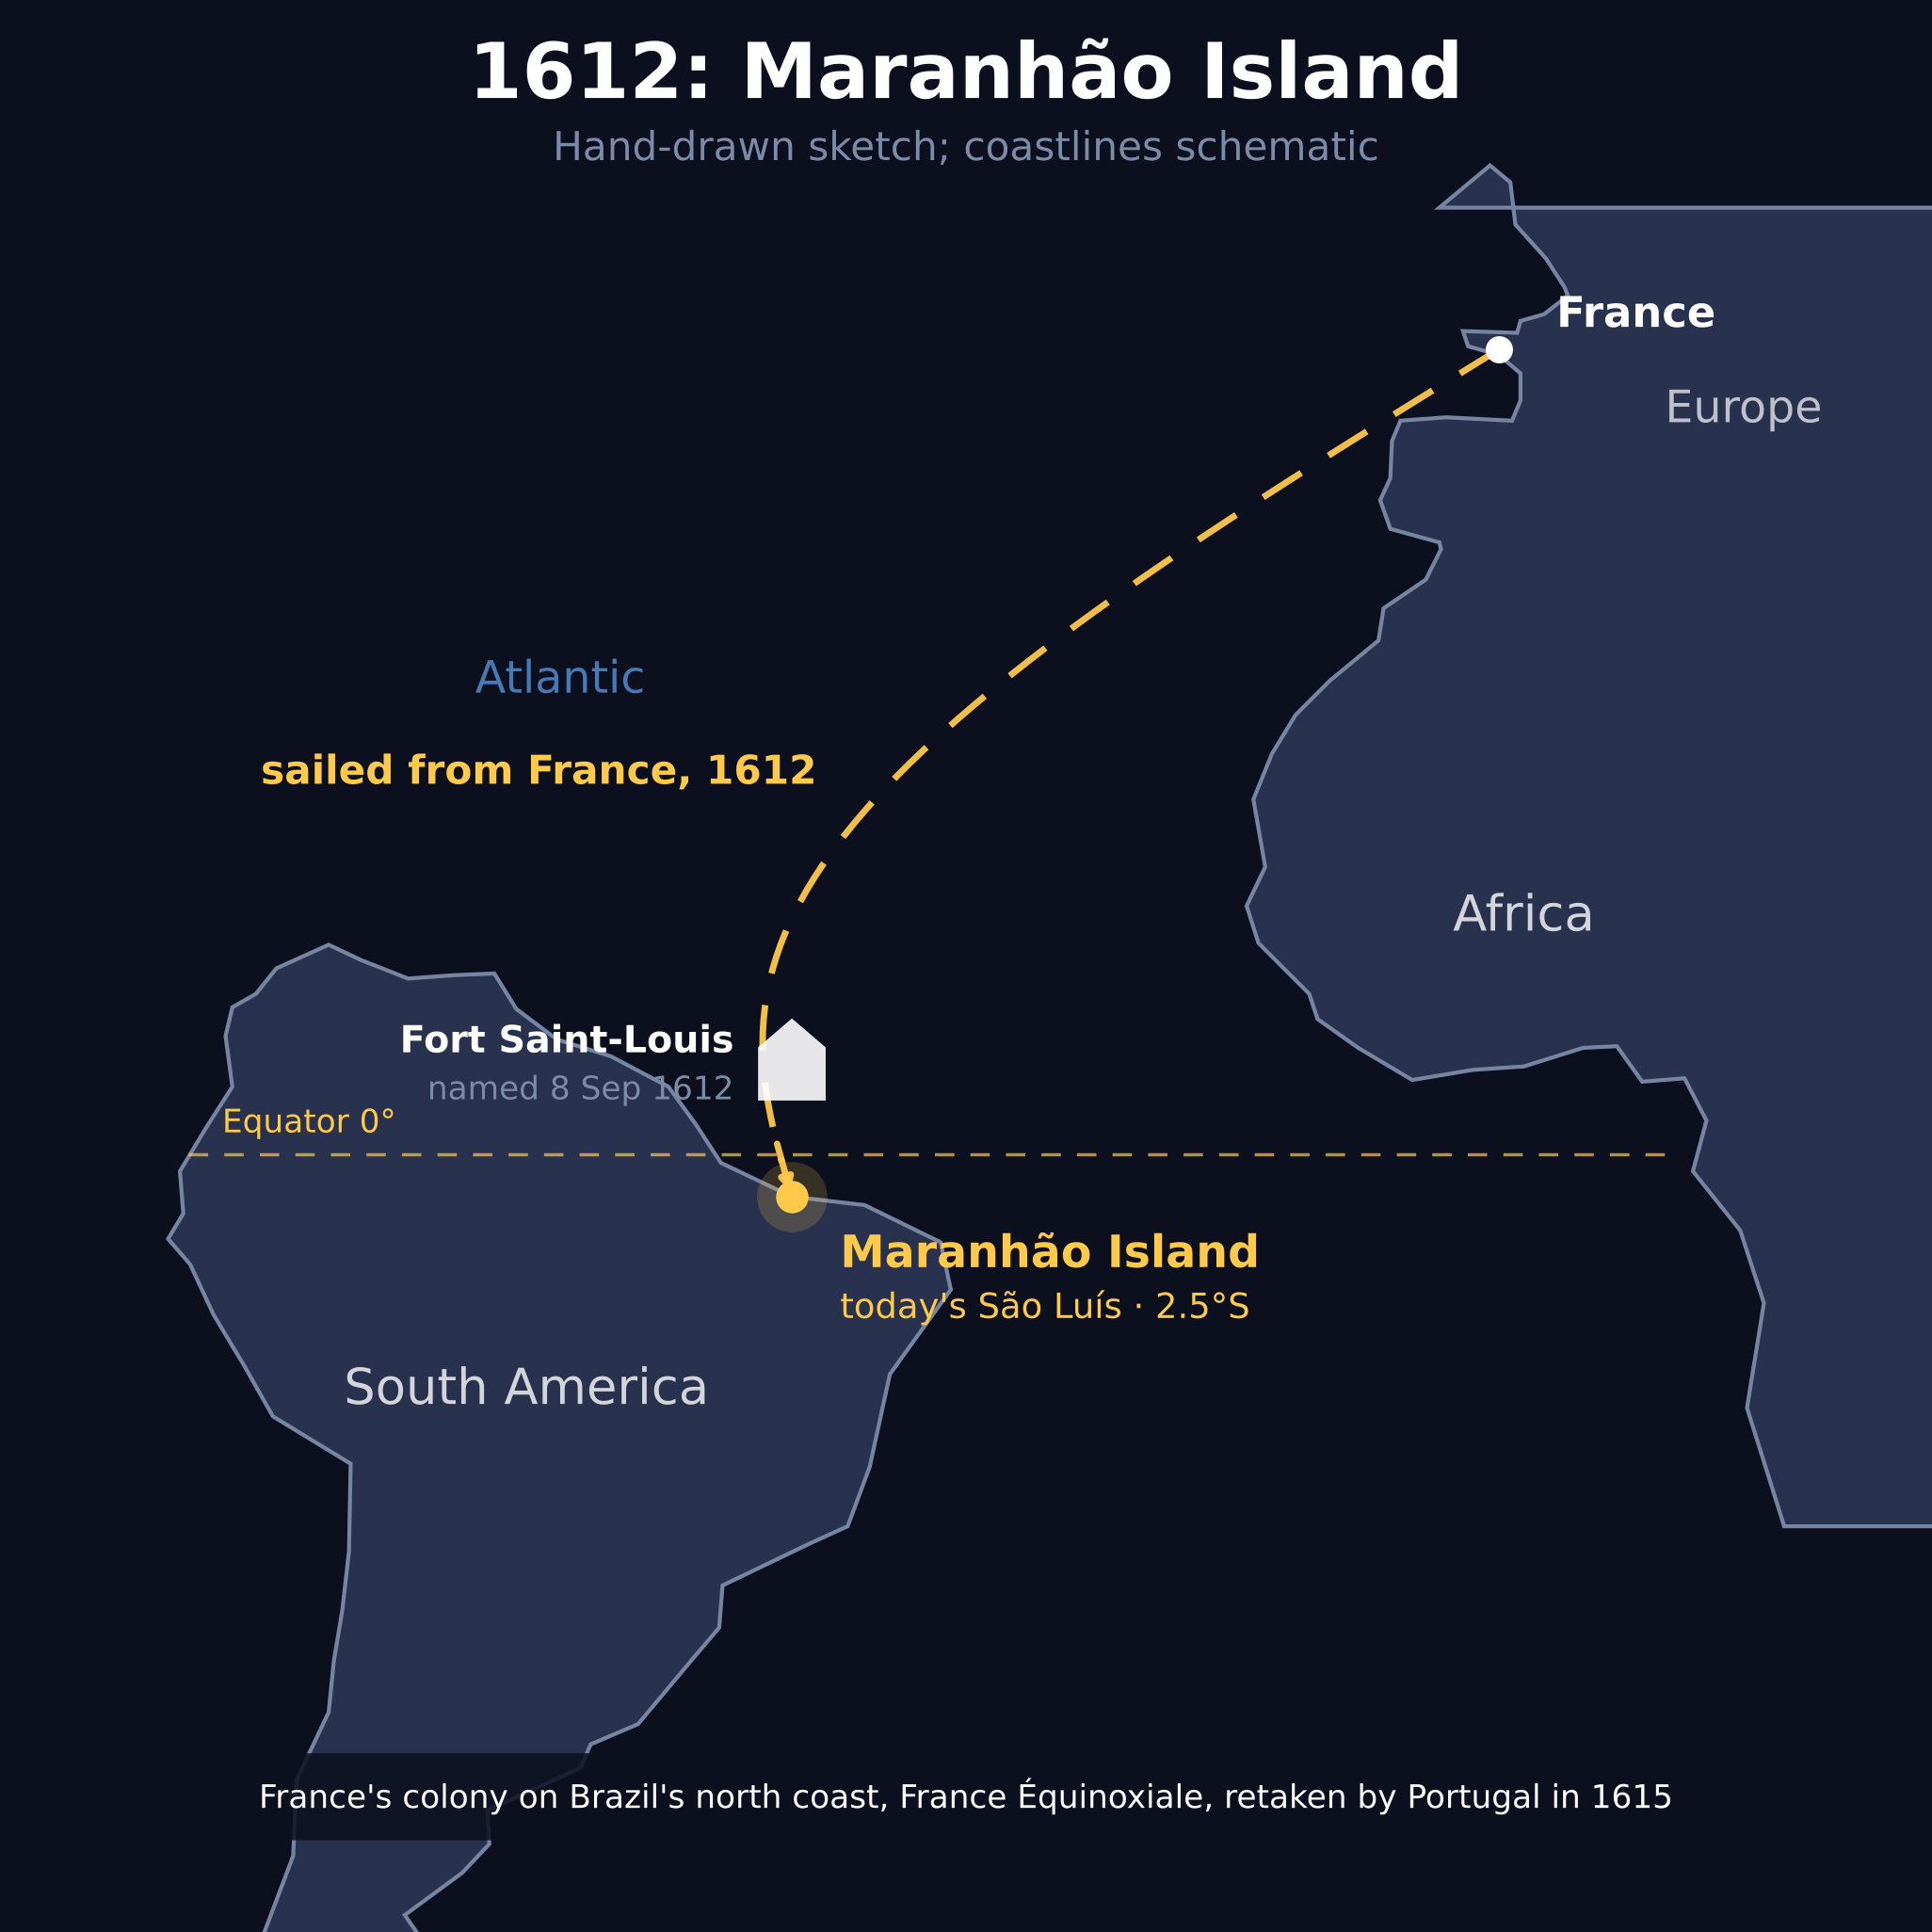 1612: Maranhão Island
Hand-drawn sketch; coastlines schematic
France
Europe
Atlantic
sailed from France, 1612
Africa
Fort Saint-Louis
named 8 Sep 1612
Equator 0°
Maranhão Island
today's São Luís · 2.5°S
South America
France's colony on Brazil's north coast, France Équinoxiale, retaken by Portugal in 1615